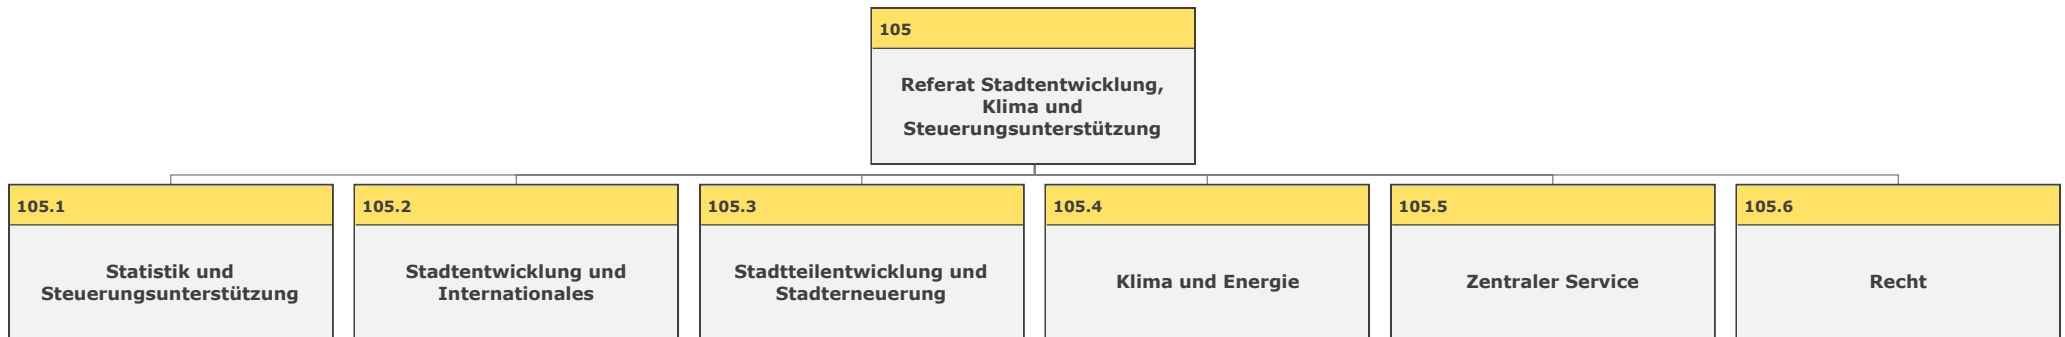 105
Referat Stadtentwicklung,
Klima und
Steuerungsunterstützung
105.1
Statistik und
Steuerungsunterstützung
105.2
Stadtentwicklung und
Internationales
105.3
Stadtteilentwicklung und
Stadterneuerung
105.4
Klima und Energie
105.5
Zentraler Service
105.6
Recht